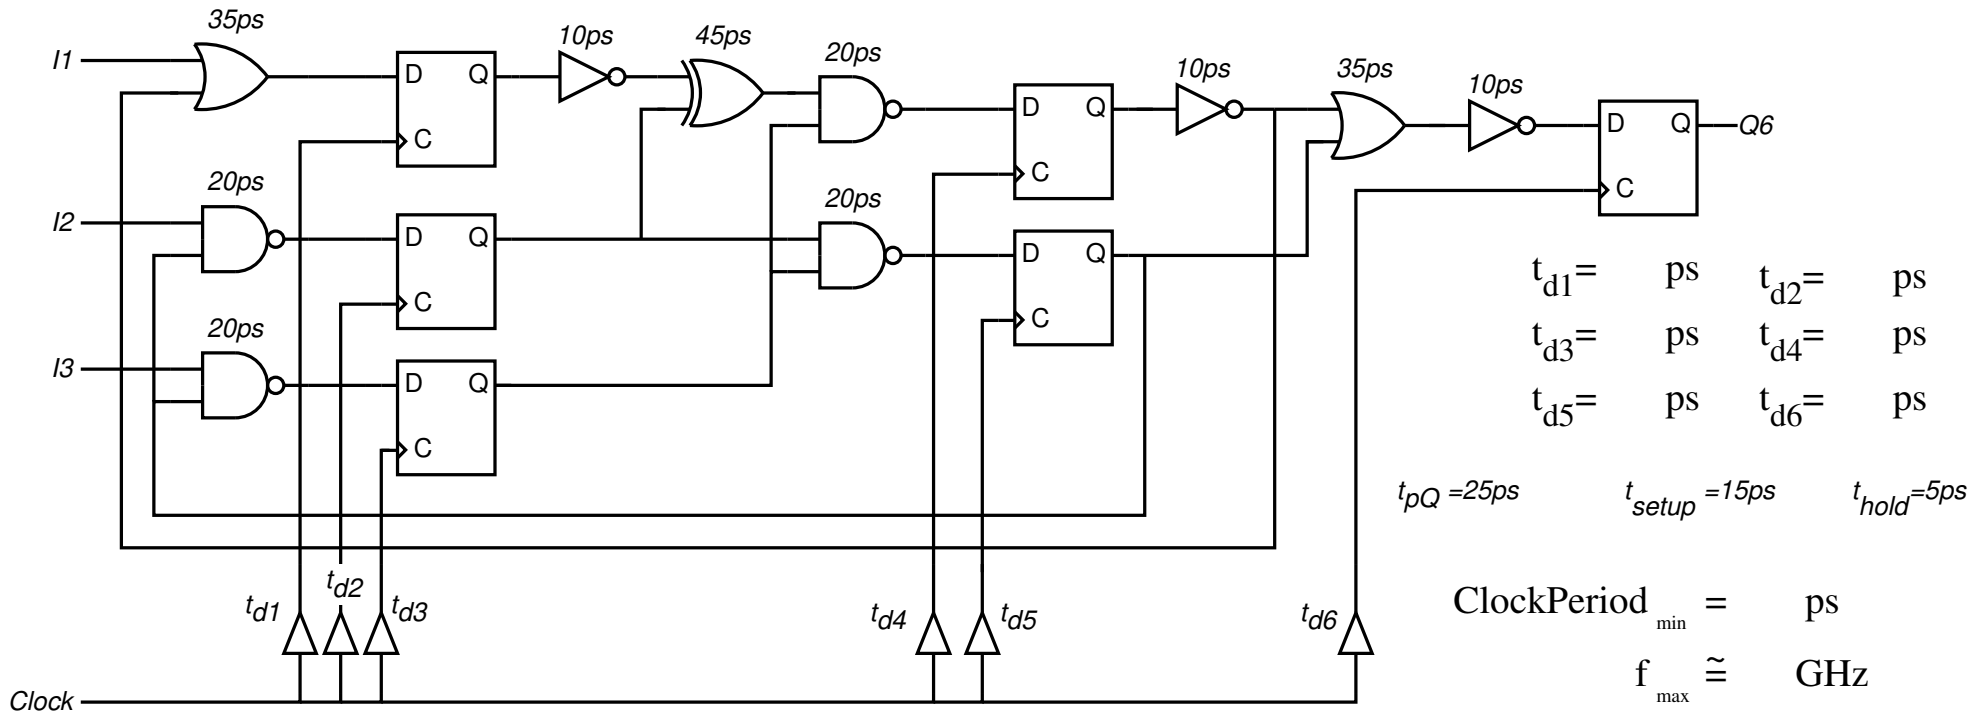 35ps
I1
D Q
C
10ps
45ps
20ps
D Q
C
10ps
35ps
10ps
D Q
C
Q6
20ps
I2
D Q
C
20ps
D Q
C
20ps
I3
D Q
C
td1= ps td2= ps
td3= ps td4= ps
td5= ps td6= ps
tpQ =25ps tsetup =15ps thold=5ps
td1
td2
td3
td4
td5
td6
ClockPeriod min = ps
f max ≅ GHz
Clock